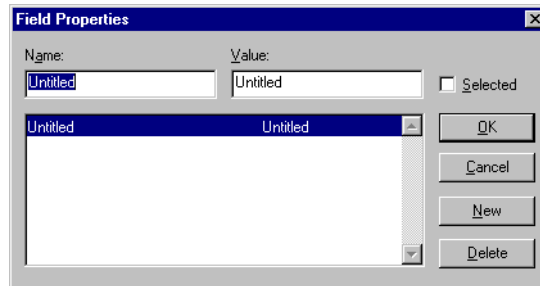 Field Properties
Name: Value:
Untitled Untitled Selected
Untitled Untitled OK
Cancel
New
Delete